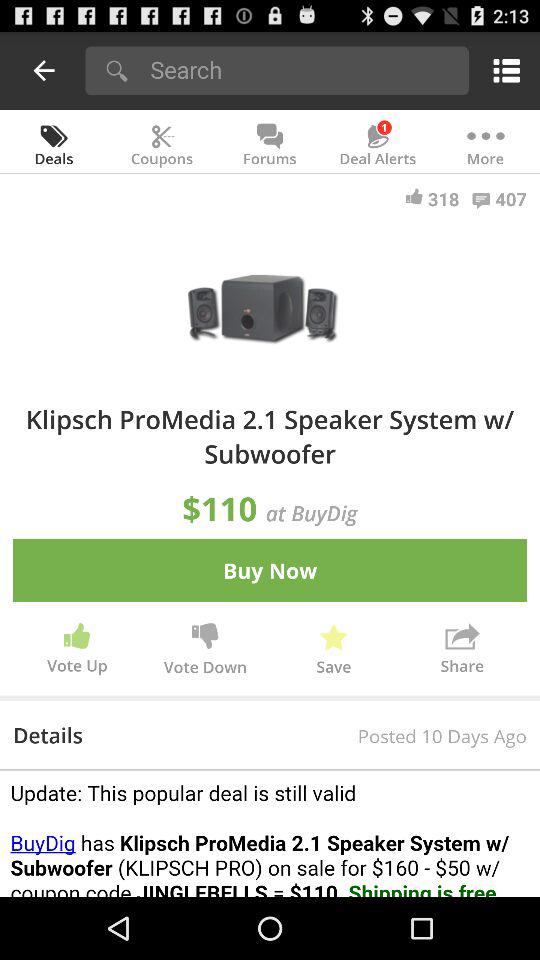 2:13
Search
Deals
Coupons
Forums
Deal Alerts
1
More
318
407
Klipsch ProMedia 2.1 Speaker System w/
Subwoofer
$110 at BuyDig
Buy Now
Vote Up
Vote Down
Save
Share
Details
Posted 10 Days Ago
Update: This popular deal is still valid
BuyDig has Klipsch ProMedia 2.1 Speaker System w/
Subwoofer (KLIPSCH PRO) on sale for $160 - $50 w/
coupon code JINGLEBELLS = $110. Shipping is free